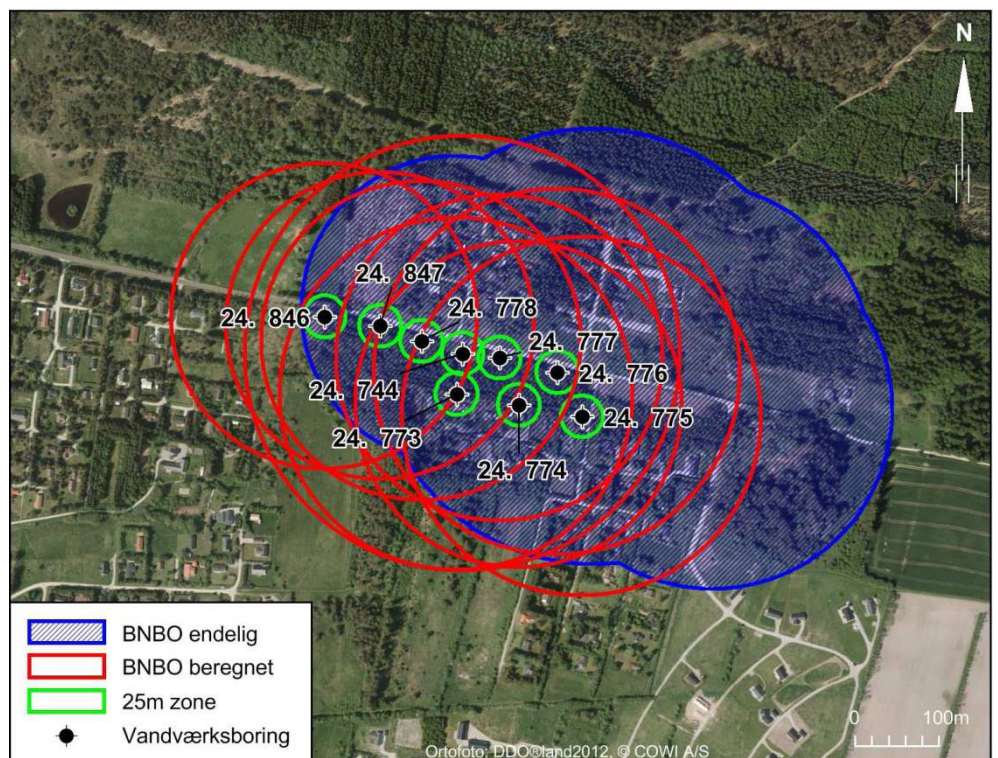 N
24. 847
24. 846
24. 778
24. 777
24. 744
24. 776
24. 773
24. 775
24. 774
BNBO endelig
BNBO beregnet
25m zone
Vandværksboring
0 100m
Ortofoto: DDO®land2012, © COWI A/S